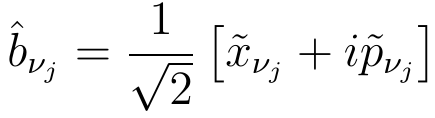 $\hat{b}_{\nu_j} = \frac{1}{\sqrt{2}} \left[ \tilde{x}_{\nu_j} + i \tilde{p}_{\nu_j} \right]$